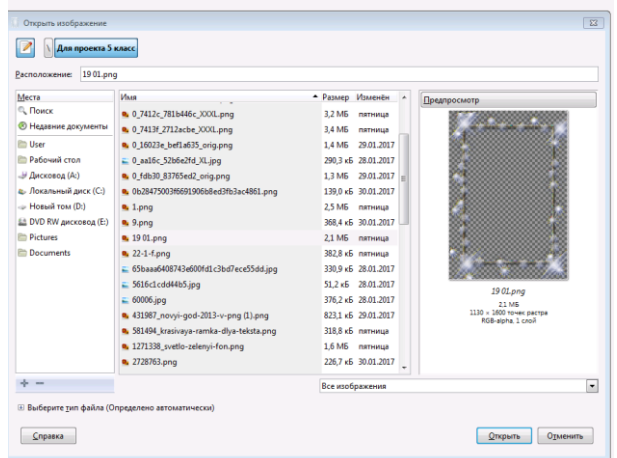 Открыть изображение
Для проекта 5 класс
Расположение: 19 01.png
Места
Поиск
Недавние документы
User
Рабочий стол
Дисковод (A:)
Локальный диск (C:)
Новый том (D:)
DVD RW дисковод (E:)
Pictures
Documents
Имя Размер Изменён
0_7412c_781b446c_XXXL.png 3,2 МБ пятница
0_7413f_2712acbe_XXXL.png 3,4 МБ пятница
0_16023e_bef1a635_orig.png 1,4 МБ 29.01.2017
0_aa16c_52b6e2fd_XL.jpg 290,3 кБ 28.01.2017
0_fdb30_83765ed2_orig.png 1,3 МБ 29.01.2017
0b28475003f6691906b8ed3fb3ac4861.png 139,0 кБ 30.01.2017
1.png 2,5 МБ пятница
9.png 368,4 кБ 30.01.2017
19 01.png 2,1 МБ пятница
22-1-f.png 382,8 кБ пятница
65baaa6408743e600fd1c3bd7ece55dd.jpg 330,9 кБ 28.01.2017
5616c1cdd44b5.jpg 51,2 кБ 28.01.2017
60006.jpg 376,2 кБ 28.01.2017
431987_novyi-god-2013-v-png (1).png 823,1 кБ 29.01.2017
581494_krasivaya-ramka-dlya-teksta.png 318,8 кБ пятница
1271338_svetlo-zelenyi-fon.png 1,6 МБ пятница
2728763.png 226,7 кБ 30.01.2017
Предпросмотр
19 01.png
2,1 МБ
1130 × 1800 точек растра
RGB-alpha, 1 слой
Все изображения
Выберите тип файла (Определено автоматически)
Справка
Открыть
Отменить